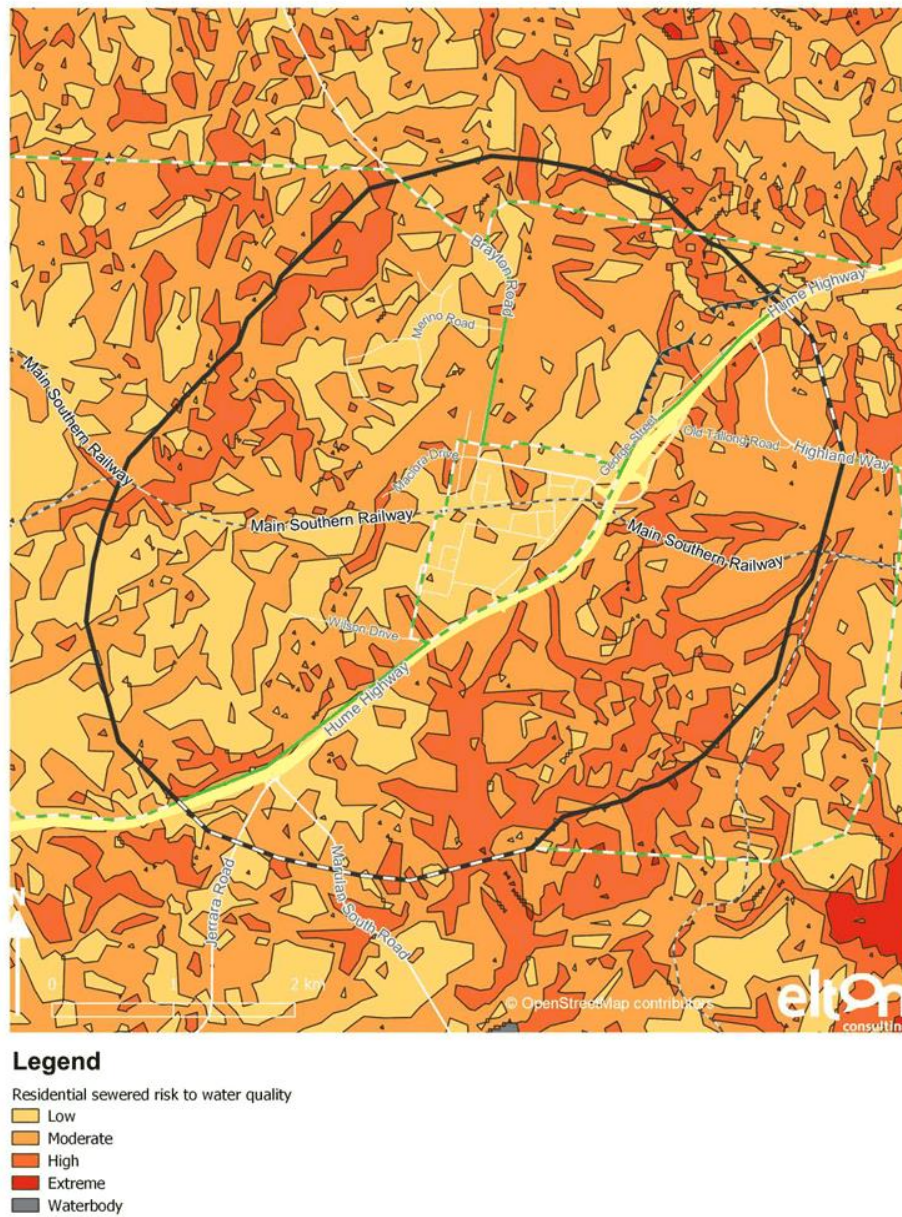 Hume Highway
Braylon Road
Merino Road
Main Southern Railway
George Street
Old Tallong Road
Highland Way
Maclora Drive
Main Southern Railway
Main Southern Railway
Wilson Drive
Hume Highway
Jerrara Road
Marulan South Road
N
0 1 2 km
© OpenStreetMap contributors
elton
consulting
Legend
Residential sewered risk to water quality
Low
Moderate
High
Extreme
Waterbody